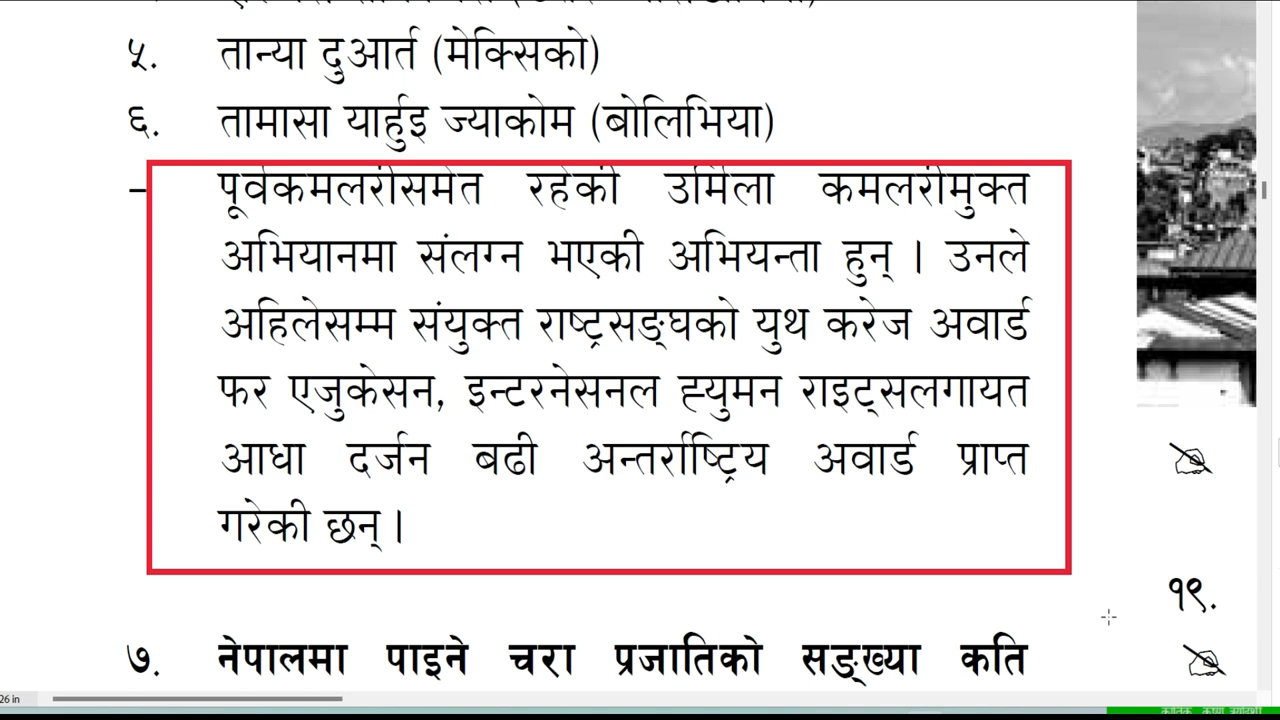 ५. तान्या दुआर्त (मेक्सिको)
६. तामासा यार्हुइ ज्याकोम (बोलिभिया)
– पूर्वकमलरीसमेत रहेकी उर्मिला कमलरीमुक्त
अभियानमा संलग्न भएकी अभियन्ता हुन् । उनले
अहिलेसम्म संयुक्त राष्ट्रसङ्घको युथ करेज अवार्ड
फर एजुकेसन, इन्टरनेसनल ह्युमन राइट्सलगायत
आधा दर्जन बढी अन्तर्राष्ट्रिय अवार्ड प्राप्त
गरेकी छन् ।
१९.
७. नेपालमा पाइने चरा प्रजातिको सङ्ख्या कति
26 in